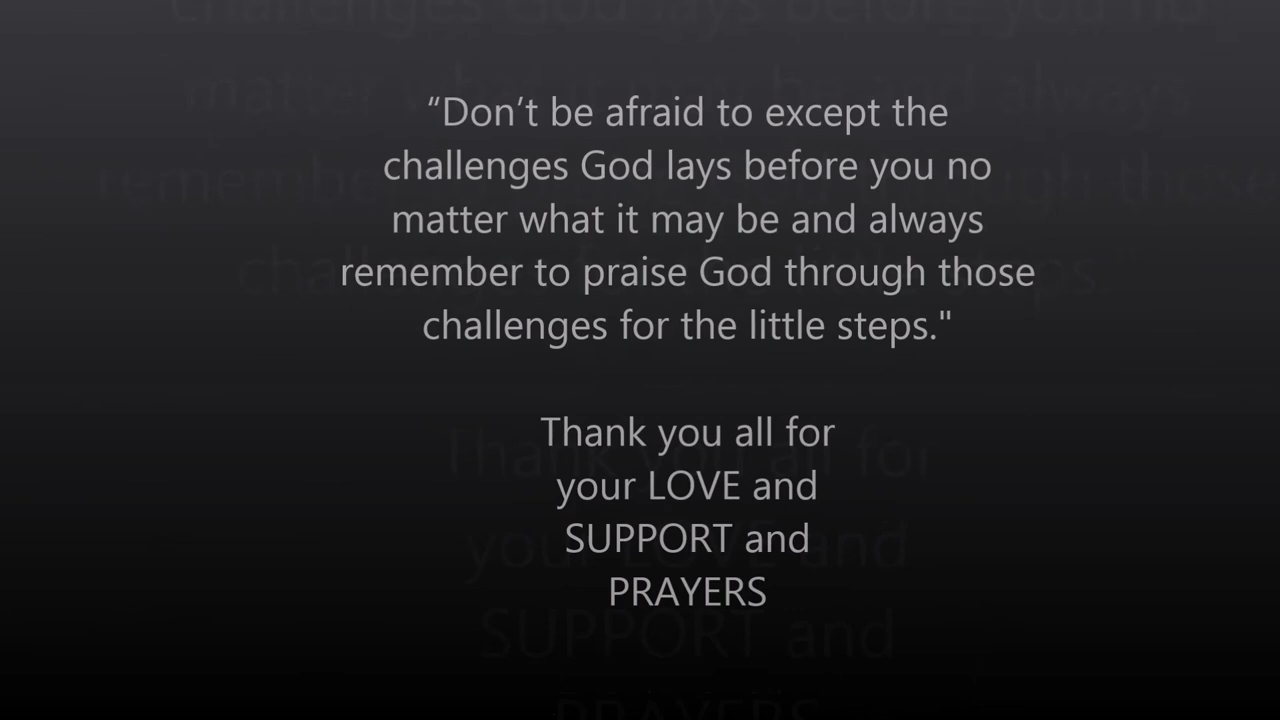 “Don’t be afraid to except the
challenges God lays before you no
matter what it may be and always
remember to praise God through those
challenges for the little steps."
Thank you all for
your LOVE and
SUPPORT and
PRAYERS